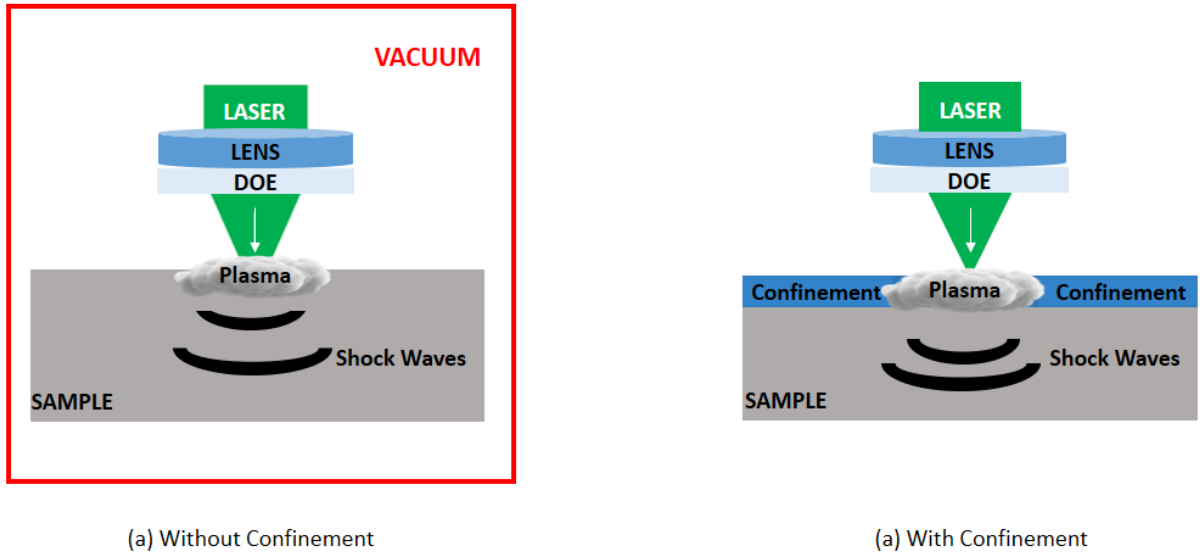 VACUUM
LASER
LENS
DOE
Plasma
Shock Waves
SAMPLE
(a) Without Confinement
LASER
LENS
DOE
Confinement Plasma Confinement
Shock Waves
SAMPLE
(a) With Confinement